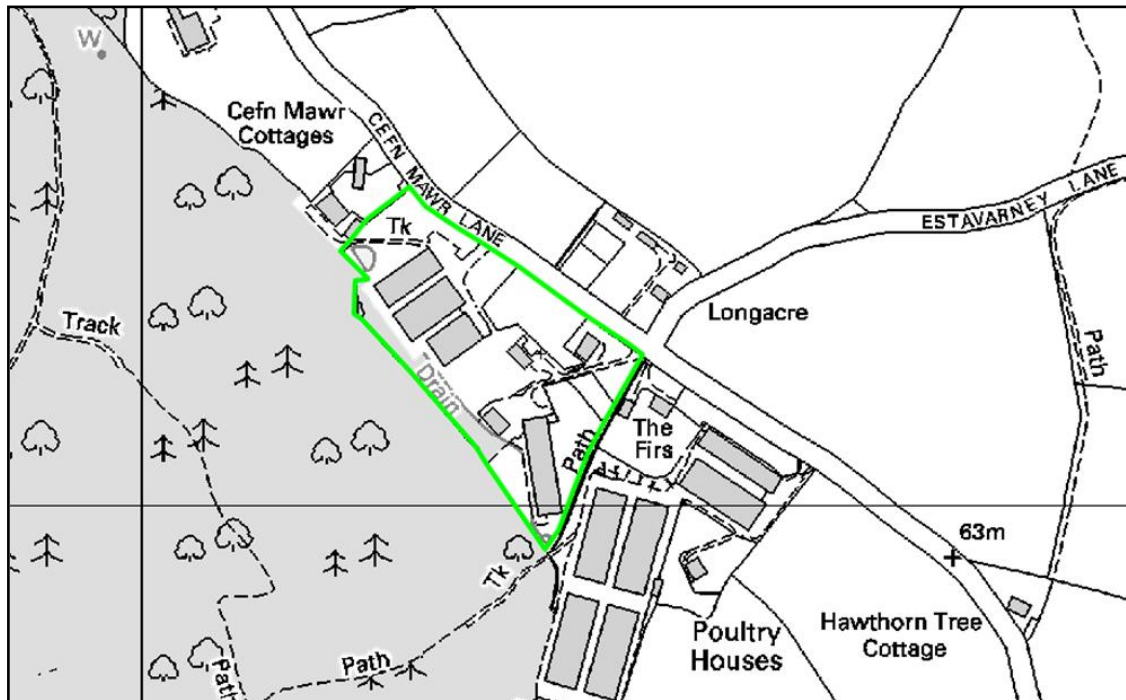 W
Cefn Mawr
Cottages
CEFN MAWR LANE
Tk
ESTAVARNEY LANE
Longacre
Track
Path
Drain
The
Firs
Path
63m
Tk
Poultry
Houses
Hawthorn Tree
Cottage
Path
Path